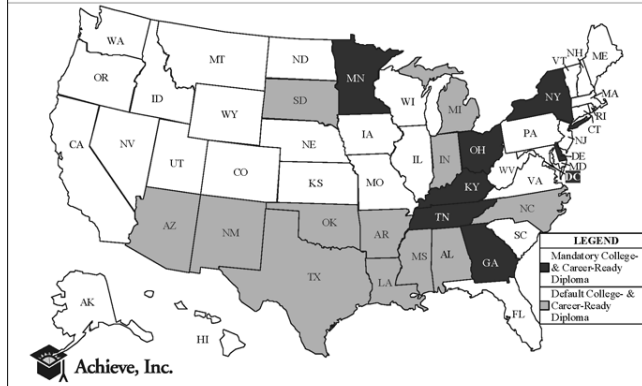 WA
MT
ND
MN
VT
NH
ME
OR
ID
SD
WI
MI
NY
MA
RI
CT
WY
IA
PA
NJ
NE
OH
DE
MD
DC
NV
IL
IN
WV
VA
CA
UT
CO
KS
MO
KY
NC
TN
AZ
NM
OK
AR
SC
MS
AL
GA
TX
LA
FL
AK
HI
LEGEND
Mandatory College-
& Career-Ready
Diploma
Default College- &
Career-Ready
Diploma
Achieve, Inc.